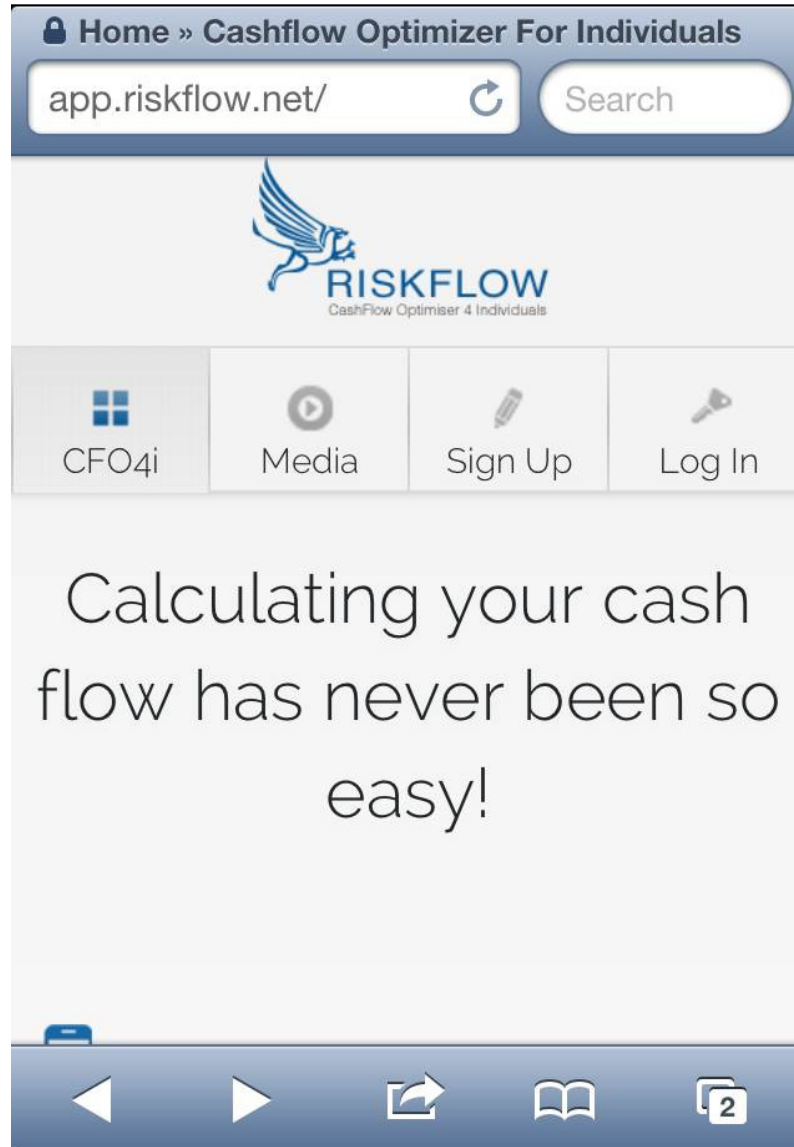 Home » Cashflow Optimizer For Individuals
app.riskflow.net/ Search
RISKFLOW
CashFlow Optimiser 4 Individuals
CFO4i Media Sign Up Log In
Calculating your cash
flow has never been so
easy!
2